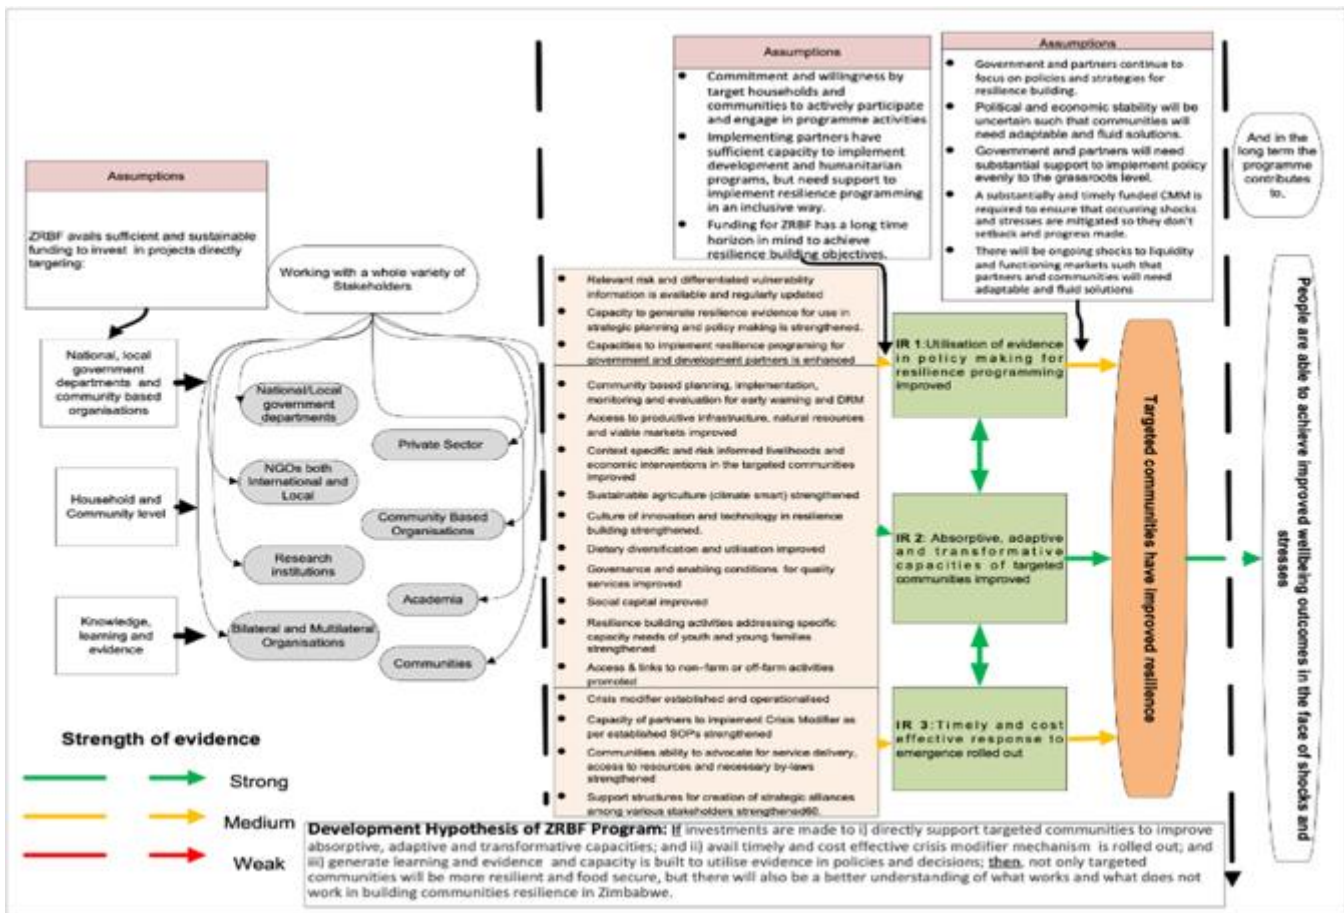 Assumptions
ZRBF avails sufficient and sustainable
funding to invest in projects directly
targeting:
National, local
government
departments and
community based
organisations
Household and
Community level
Knowledge,
learning and
evidence
Working with a whole variety of
Stakeholders
National/Local
government
departments
Private Sector
NGOs both
International and
Local
Community Based
Organisations
Research
institutions
Academia
Bilateral and Multilateral
Organisations
Communities
Assumptions
• Commitment and willingness by
target households and
communities to actively participate
and engage in programme activities
• Implementing partners have
sufficient capacity to implement
development and humanitarian
programs, but need support to
implement resilience programming
in an inclusive way.
• Funding for ZRBF has a long time
horizon in mind to achieve
resilience building objectives.
Assumptions
• Government and partners continue to
focus on policies and strategies for
resilience building.
• Political and economic stability will be
uncertain such that communities will
need adaptable and fluid solutions.
• Government and partners will need
substantial support to implement policy
evenly to the grassroots level.
• A substantially and timely funded CMM is
required to ensure that occurring shocks
and stresses are mitigated so they don't
setback and progress made.
• There will be ongoing shocks to liquidity
and functioning markets such that
partners and communities will need
adaptable and fluid solutions
• Relevant risk and differentiated vulnerability
information is available and regularly updated
• Capacity to generate resilience evidence for use in
strategic planning and policy making is strengthened.
• Capacities to implement resilience programing for
government and development partners is enhanced
• Community based planning, implementation,
monitoring and evaluation for early warning and DRM
• Access to productive infrastructure, natural resources
and viable markets improved
• Context specific and risk informed livelihoods and
economic interventions in the targeted communities
improved
• Sustainable agriculture (climate smart) strengthened
• Culture of innovation and technology in resilience
building strengthened.
• Dietary diversification and utilisation improved
• Governance and enabling conditions for quality
services improved
• Social capital improved
• Resilience building activities addressing specific
capacity needs of youth and young families
strengthened
• Access & links to non-farm or off-farm activities
promoted
• Crisis modifier established and operationalised
• Capacity of partners to implement Crisis Modifier as
per established SOPs strengthened
• Communities ability to advocate for service delivery,
access to resources and necessary by-laws
strengthened
• Support structures for creation of strategic alliances
among various stakeholders strengthened60.
IR 1:Utilisation of evidence
in policy making for
resilience programming
improved
IR 2: Absorptive, adaptive
and transformative
capacities of targeted
communities improved
IR 3:Timely and cost
effective response to
emergence rolled out
Targeted communities have improved resilience
And in the
long term the
programme
contributes
to,
People are able to achieve improved wellbeing outcomes in the face of shocks and
stresses
Strength of evidence
Strong
Medium
Weak
Development Hypothesis of ZRBF Program: If investments are made to i) directly support targeted communities to improve
absorptive, adaptive and transformative capacities; and ii) avail timely and cost effective crisis modifier mechanism is rolled out; and
iii) generate learning and evidence and capacity is built to utilise evidence in policies and decisions; then, not only targeted
communities will be more resilient and food secure, but there will also be a better understanding of what works and what does not
work in building communities resilience in Zimbabwe.